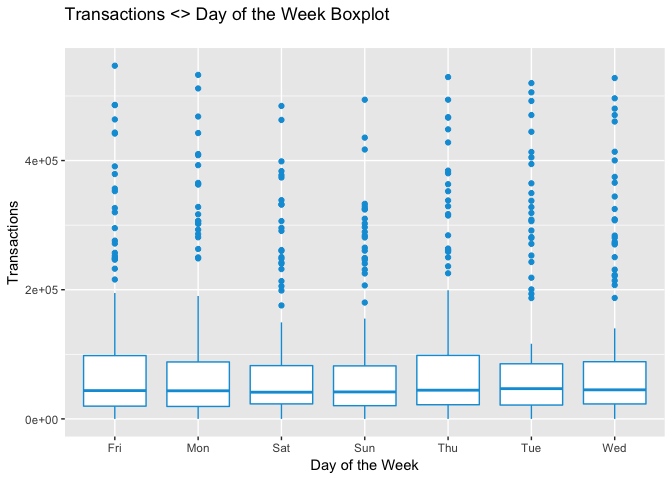 Transactions <> Day of the Week Boxplot
4e+05
2e+05
0e+00
Transactions
Fri Mon Sat Sun Thu Tue Wed
Day of the Week